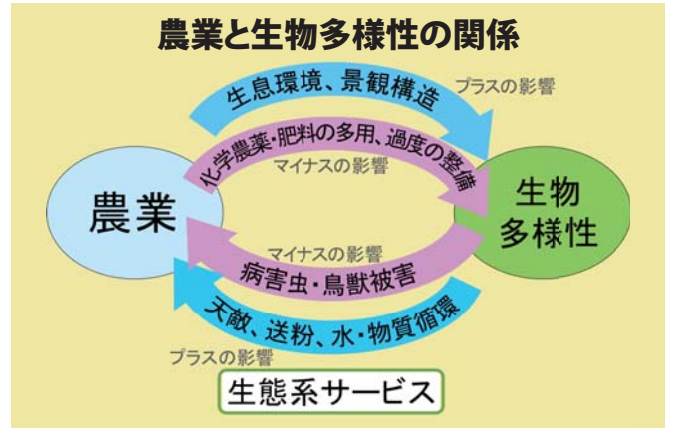 農業と生物多様性の関係
生息環境、景観構造
プラスの影響
化学農薬・肥料の多用、過度の整備
マイナスの影響
農業
生物
多様性
マイナスの影響
病害虫・鳥獣被害
天敵、送粉、水・物質循環
プラスの影響
生態系サービス